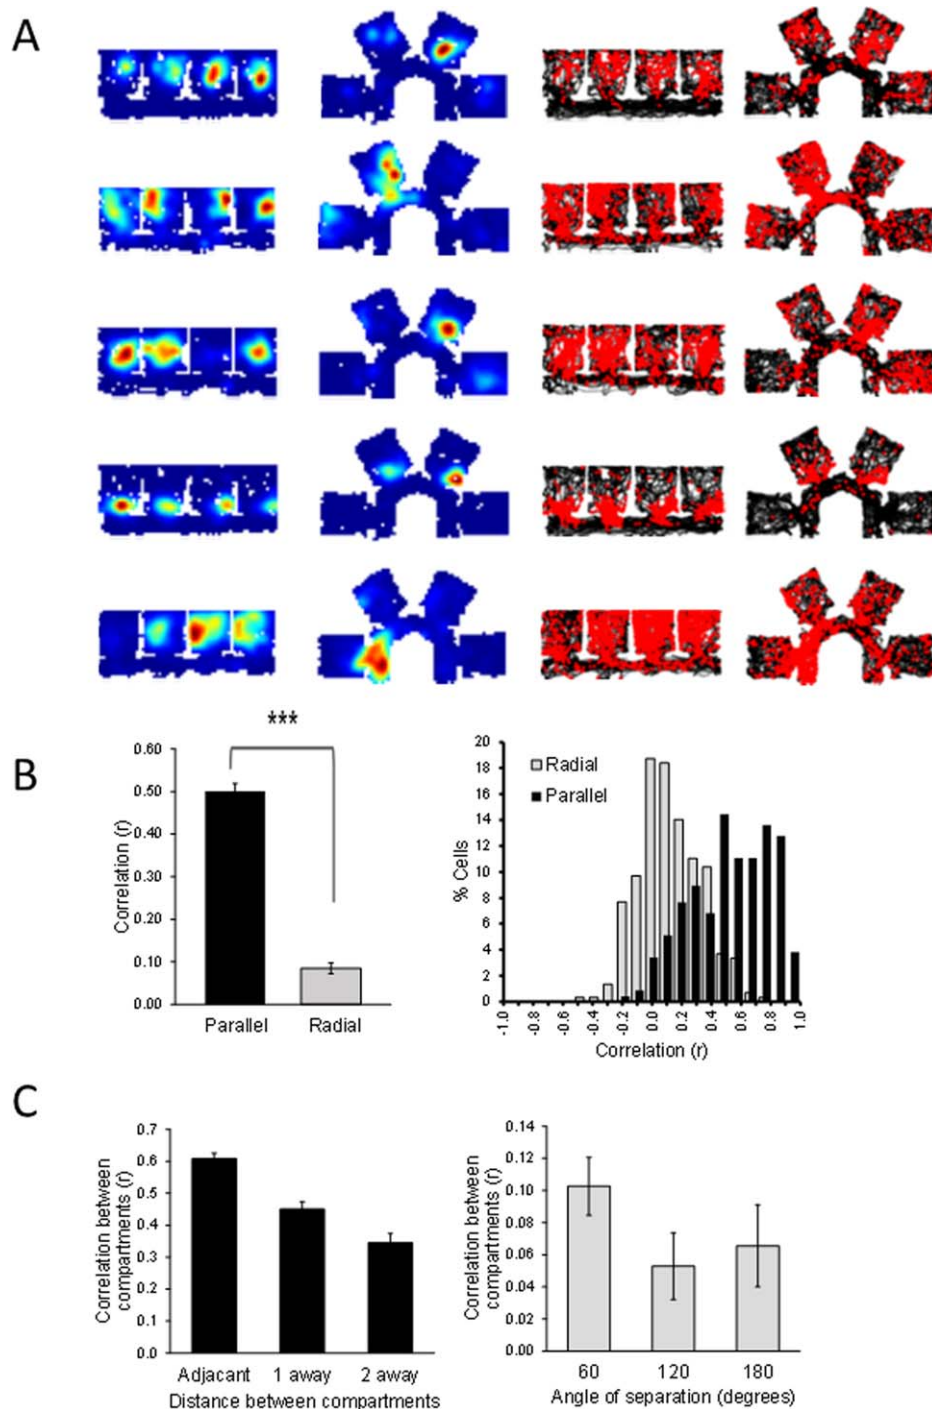 A
B
***
0.60
0.50
0.40
0.30
0.20
0.10
0.00
Correlation (r)
Parallel
Radial
20
18
16
14
12
10
8
6
4
2
0
% Cells
Radial
Parallel
-1.0
-0.8
-0.6
-0.4
-0.2
0.0
0.2
0.4
0.6
0.8
1.0
Correlation (r)
C
0.7
0.6
0.5
0.4
0.3
0.2
0.1
0.0
Correlation between
compartments (r)
Adjacant
1 away
2 away
Distance between compartments
0.14
0.12
0.10
0.08
0.06
0.04
0.02
0.00
Correlation between
compartments (r)
60
120
180
Angle of separation (degrees)